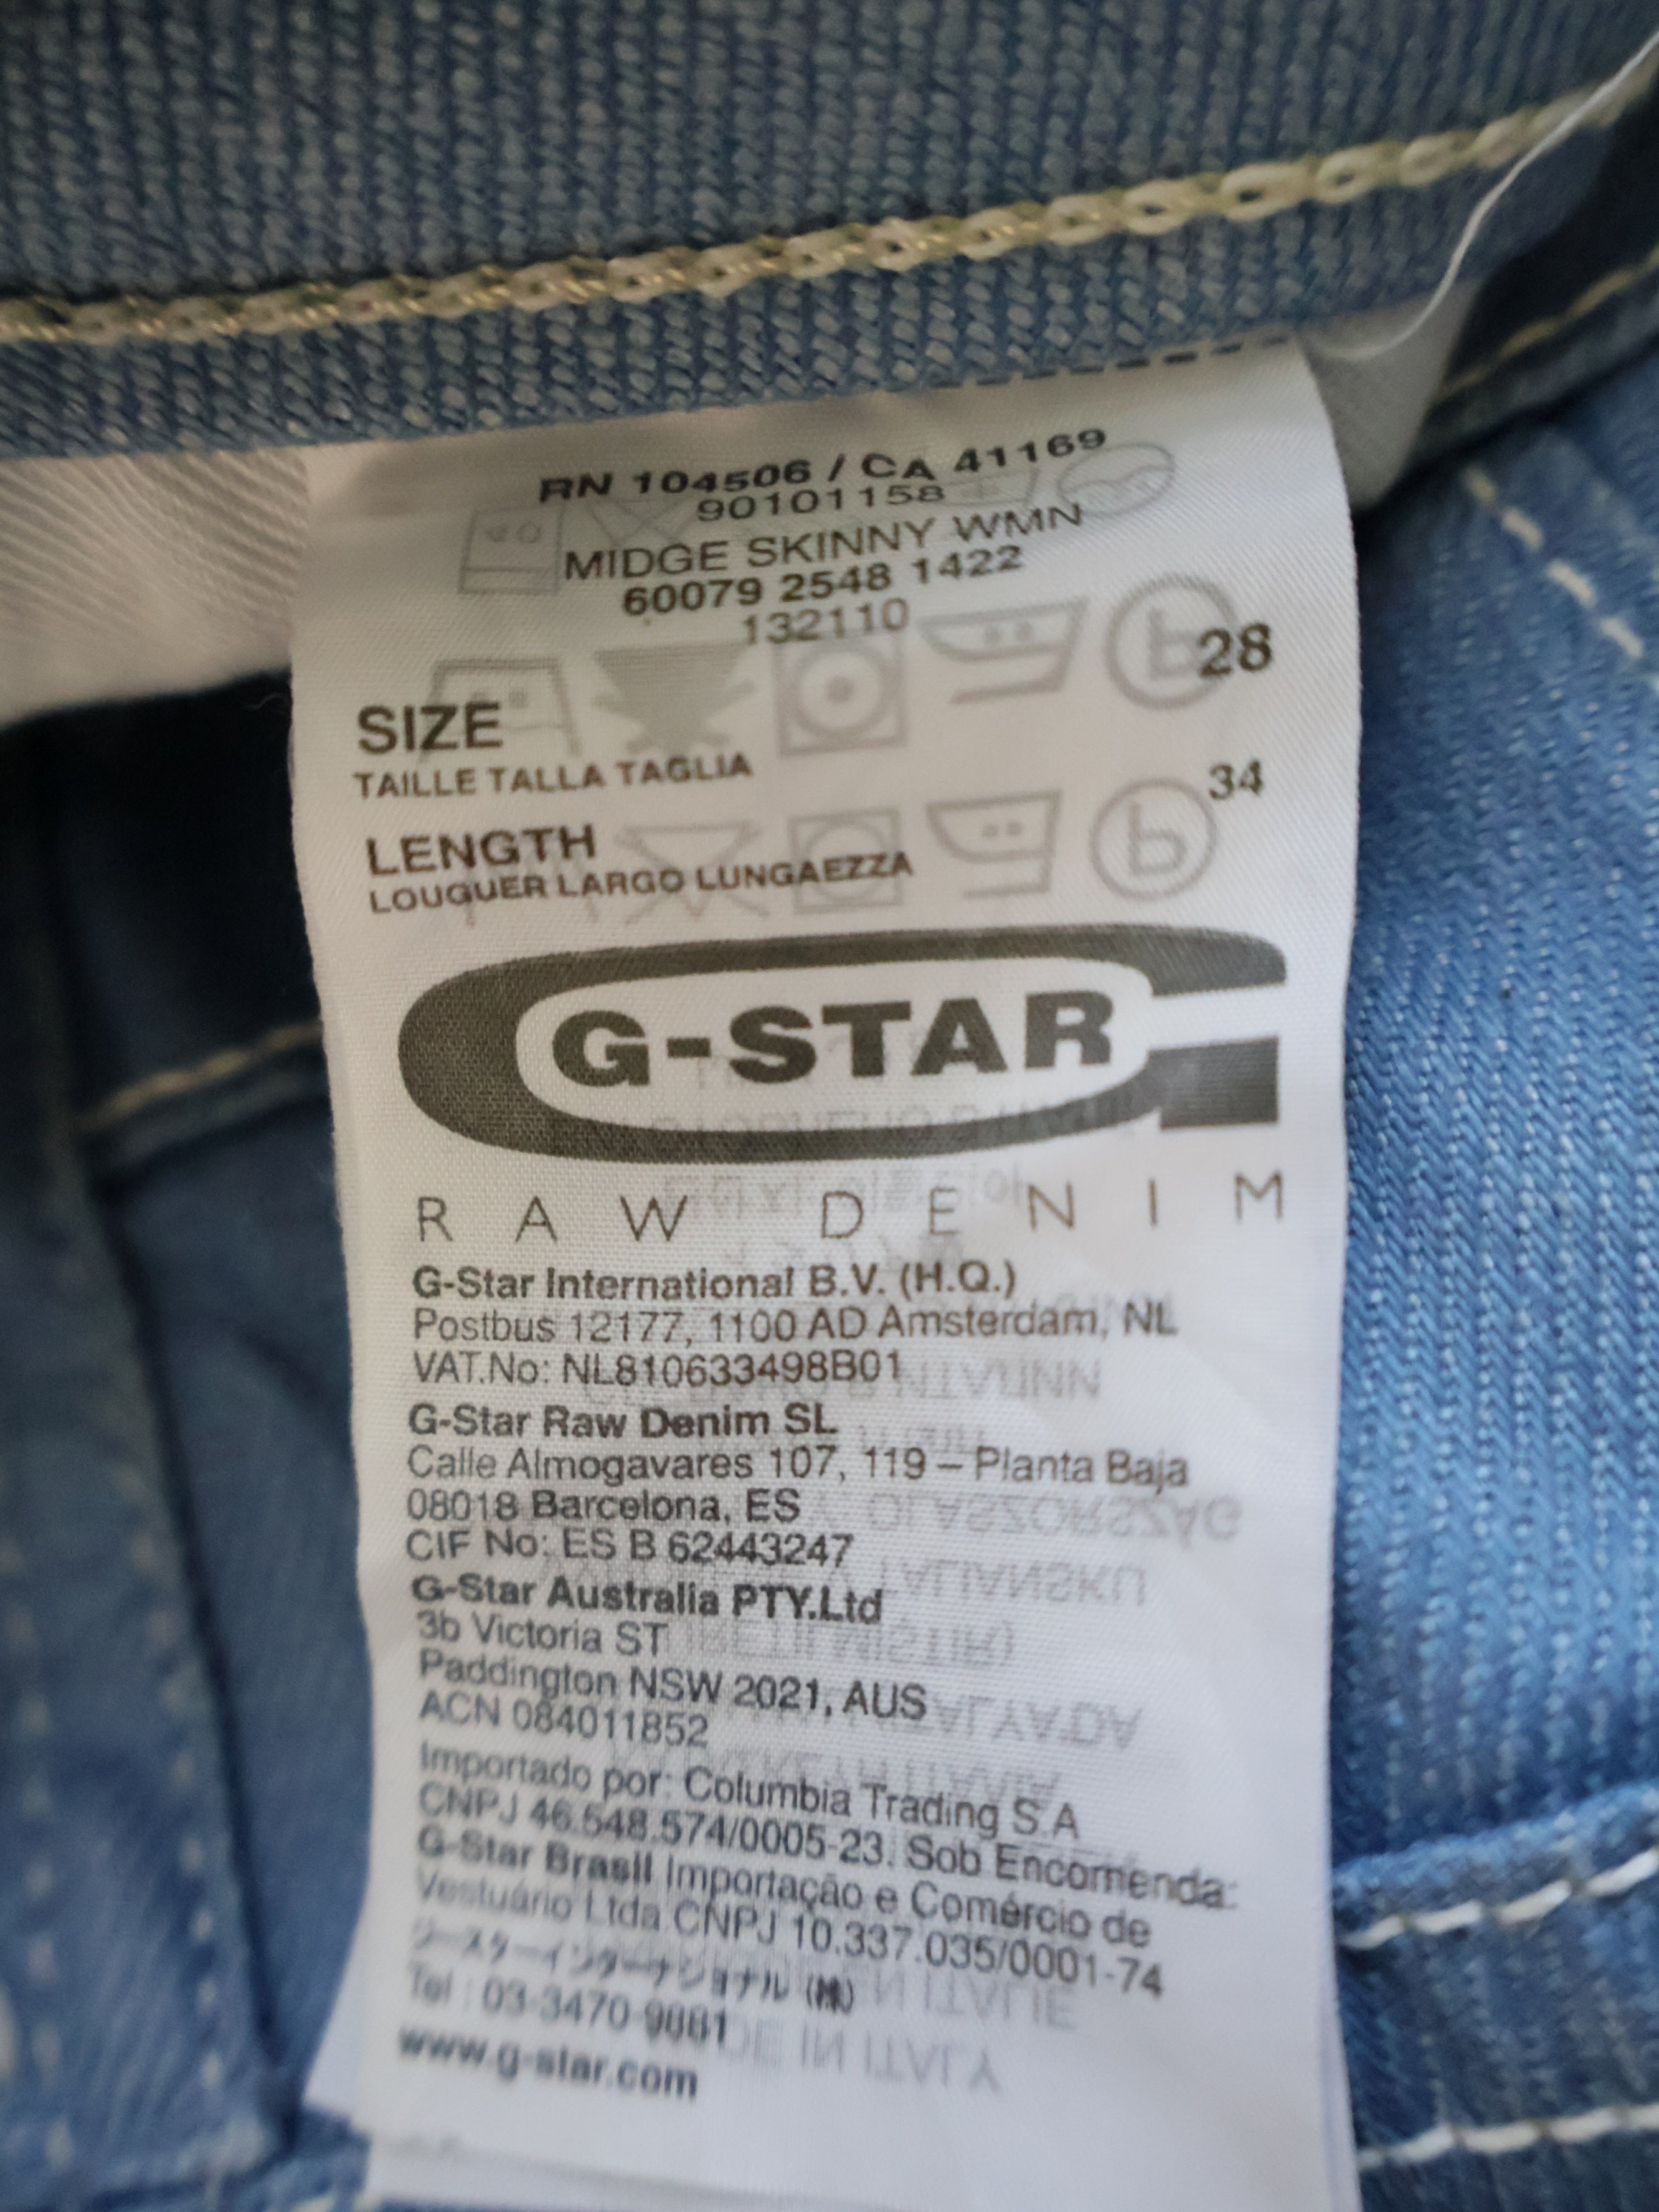 RN 104506 / CA 41169
90101158
MIDGE SKINNY WMN
60079 2548 1422
132110
28
SIZE
TAILLE TALLA TAGLIA
34
LENGTH
LOUGUER LARGO LUNGAEZZA
G-STAR
RAW DENIM
G-Star International B.V. (H.Q.)
Postbus 12177, 1100 AD Amsterdam, NL
VAT.No: NL810633498B01
G-Star Raw Denim SL
Calle Almogavares 107, 119 – Planta Baja
08018 Barcelona, ES
CIF No: ES B 62443247
G-Star Australia PTY.Ltd
3b Victoria ST
Paddington NSW 2021, AUS
ACN 084011852
Importado por: Columbia Trading S.A
CNPJ 46.548.574/0005-23. Sob Encomenda:
G-Star Brasil Importação e Comércio de
Vestuário Ltda CNPJ 10.337.035/0001-74
ジースターインターナショナル (株)
Tel : 03-3470-9881
www.g-star.com